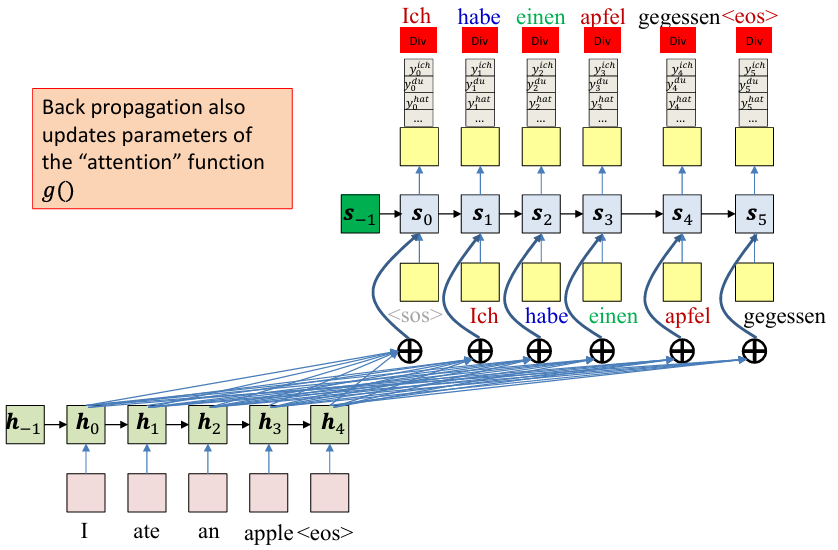 Ich habe einen apfel gegessen <eos>
Div Div Div Div Div Div
y_0^{ich} y_1^{ich} y_2^{ich} y_3^{ich} y_4^{ich} y_5^{ich}
y_0^{du} y_1^{du} y_2^{du} y_3^{du} y_4^{du} y_5^{du}
y_0^{hat} y_1^{hat} y_2^{hat} y_3^{hat} y_4^{hat} y_5^{hat}
... ... ... ... ... ...
Back propagation also
updates parameters of
the “attention” function
g()
s_{-1} s_0 s_1 s_2 s_3 s_4 s_5
<sos> Ich habe einen apfel gegessen
h_{-1} h_0 h_1 h_2 h_3 h_4
I ate an apple <eos>